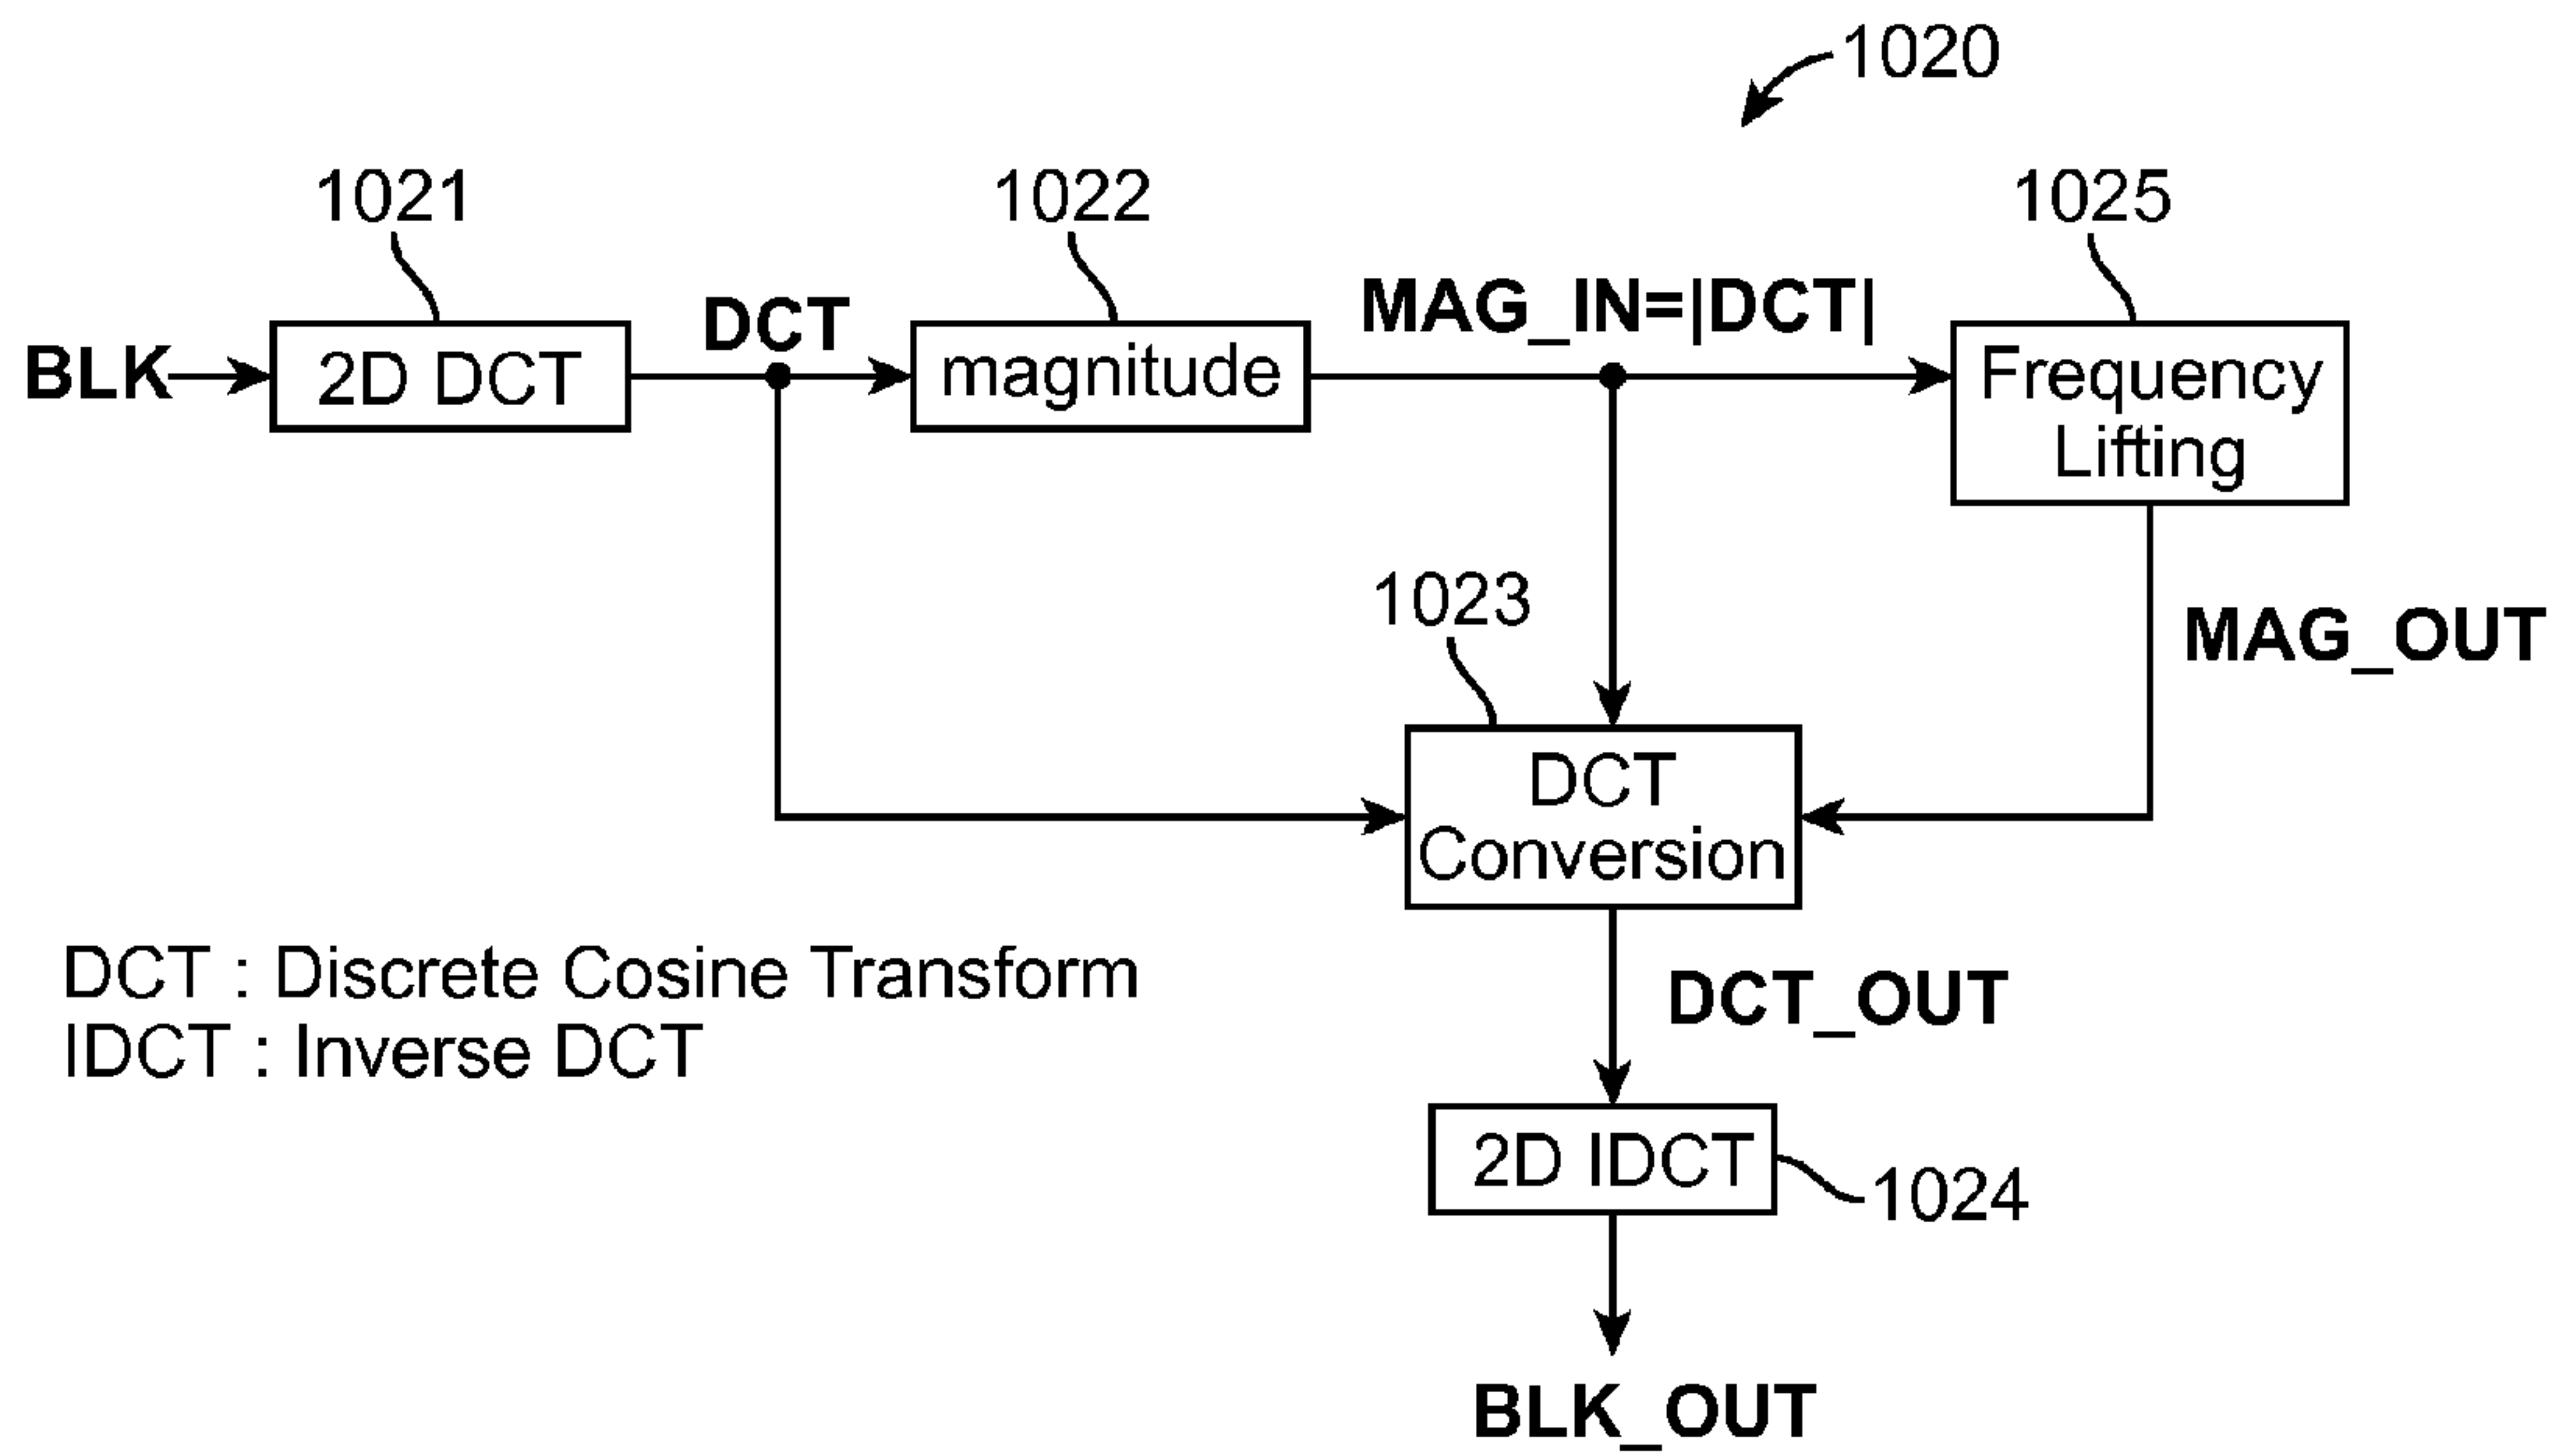 1020
1021
1022
1025
BLK
2D DCT
DCT
magnitude
MAG_IN=|DCT|
Frequency
Lifting
1023
MAG_OUT
DCT
Conversion
DCT : Discrete Cosine Transform
IDCT : Inverse DCT
DCT_OUT
2D IDCT
1024
BLK_OUT